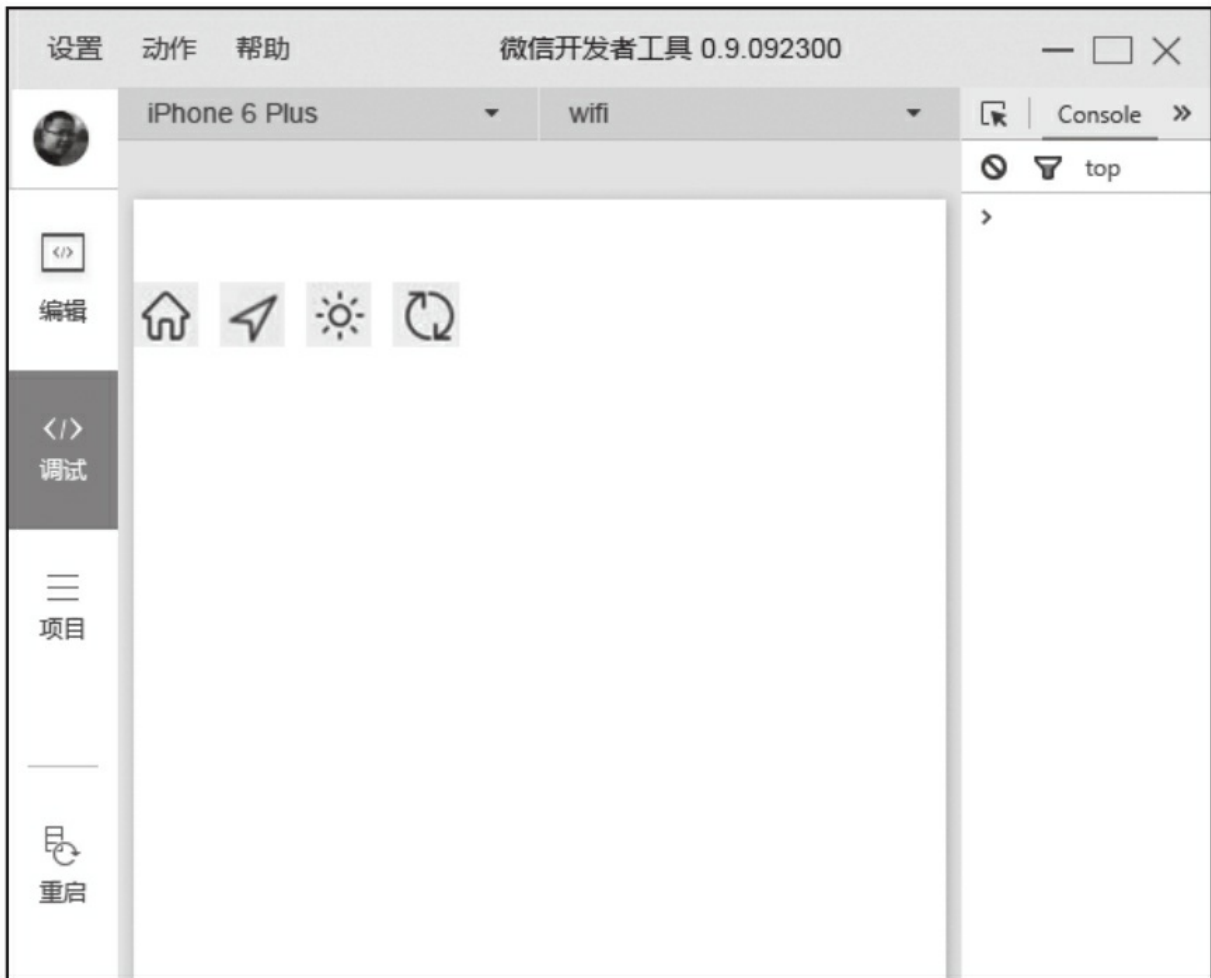 设置 动作 帮助 微信开发者工具 0.9.092300
iPhone 6 Plus wifi Console »
top
>
</> 
编辑
</>
调试
项目
重启